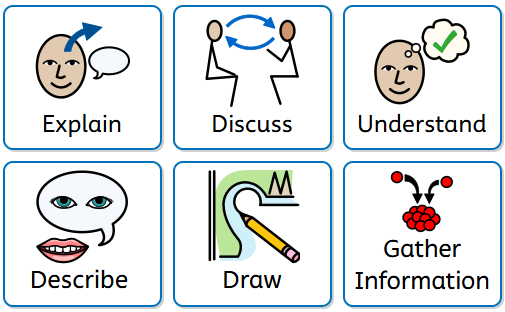 Explain
Discuss
Understand
Describe
Draw
Gather
Information